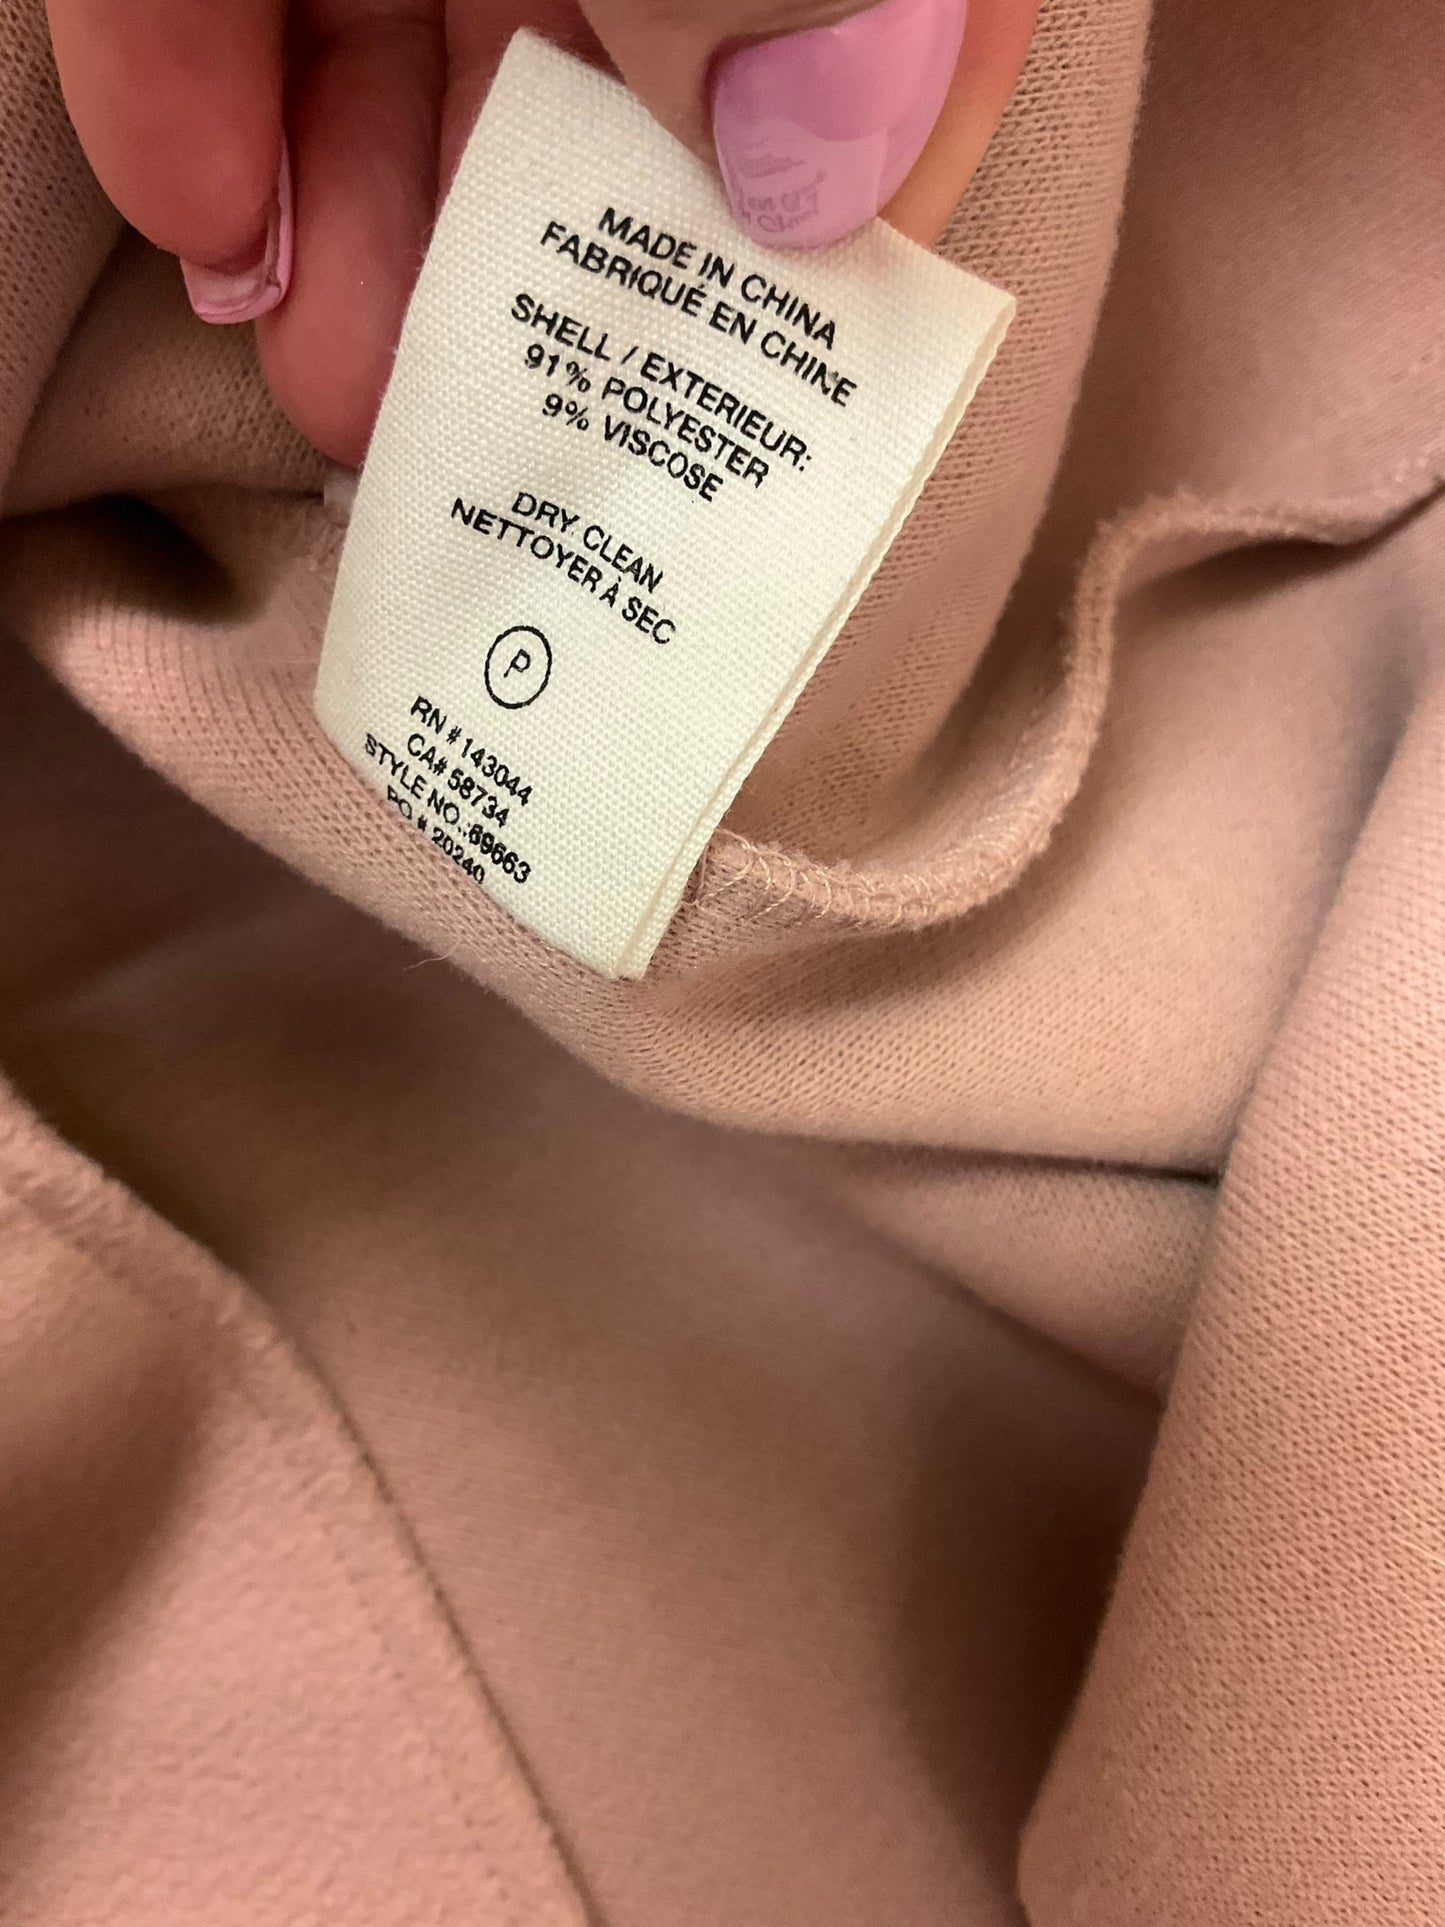 MADE IN CHINA
FABRIQUÉ EN CHINE
SHELL / EXTERIEUR:
91% POLYESTER
9% VISCOSE
DRY CLEAN
NETTOYER À SEC
P
RN #143044
CA# 58734
STYLE NO.:69663
PO # 20240